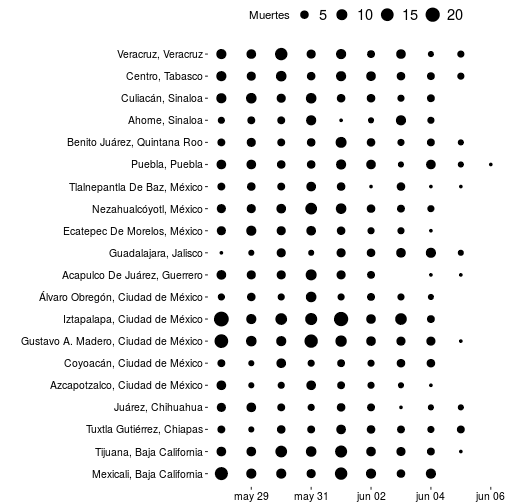 Muertes 5 10 15 20
Veracruz, Veracruz
Centro, Tabasco
Culiacán, Sinaloa
Ahome, Sinaloa
Benito Juárez, Quintana Roo
Puebla, Puebla
Tlalnepantla De Baz, México
Nezahualcóyotl, México
Ecatepec De Morelos, México
Guadalajara, Jalisco
Acapulco De Juárez, Guerrero
Álvaro Obregón, Ciudad de México
Iztapalapa, Ciudad de México
Gustavo A. Madero, Ciudad de México
Coyoacán, Ciudad de México
Azcapotzalco, Ciudad de México
Juárez, Chihuahua
Tuxtla Gutiérrez, Chiapas
Tijuana, Baja California
Mexicali, Baja California
may 29 may 31 jun 02 jun 04 jun 06